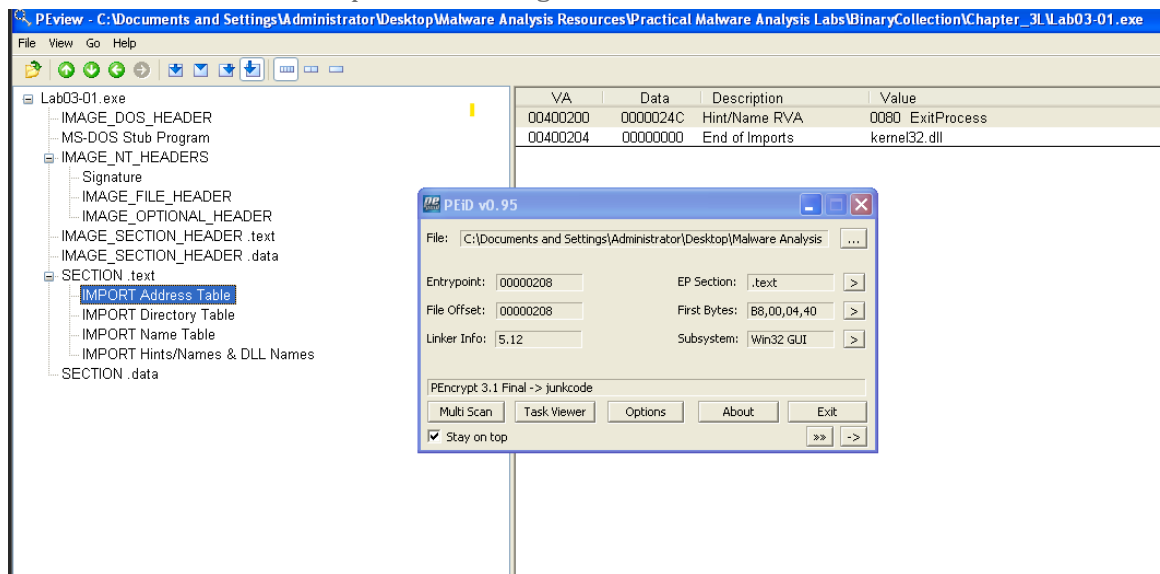 PEview - C:\Documents and Settings\Administrator\Desktop\Malware Analysis Resources\Practical Malware Analysis Labs\BinaryCollection\Chapter_3L\Lab03-01.exe
File View Go Help
Lab03-01.exe
IMAGE_DOS_HEADER
MS-DOS Stub Program
IMAGE_NT_HEADERS
Signature
IMAGE_FILE_HEADER
IMAGE_OPTIONAL_HEADER
IMAGE_SECTION_HEADER .text
IMAGE_SECTION_HEADER .data
SECTION .text
IMPORT Address Table
IMPORT Directory Table
IMPORT Name Table
IMPORT Hints/Names & DLL Names
SECTION .data
VA Data Description Value
00400200 0000024C Hint/Name RVA 0080 ExitProcess
00400204 00000000 End of Imports kernel32.dll
PEiD v0.95
File: C:\Documents and Settings\Administrator\Desktop\Malware Analysis ...
Entrypoint: 00000208 EP Section: .text >
File Offset: 00000208 First Bytes: B8,00,04,40 >
Linker Info: 5.12 Subsystem: Win32 GUI >
PEncrypt 3.1 Final -> junkcode
Multi Scan Task Viewer Options About Exit
Stay on top »» ->